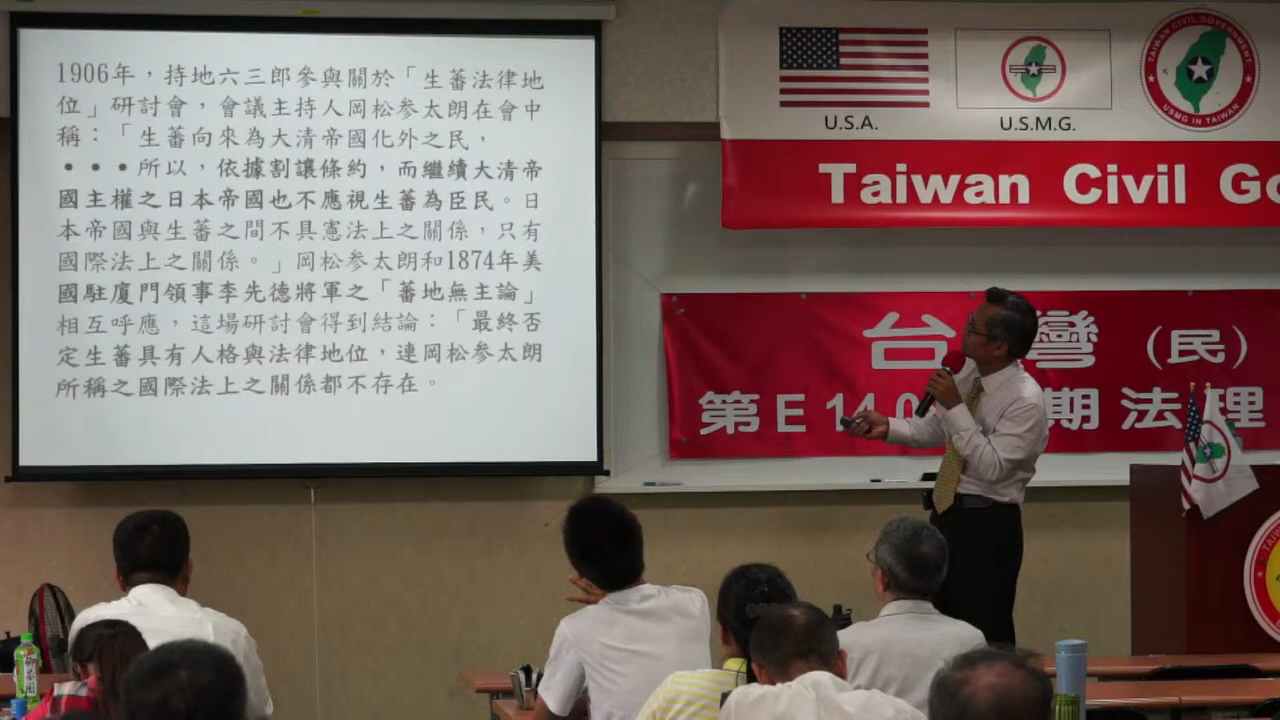 1906年，持地六三郎參與關於「生蕃法律地
位」研討會，會議主持人岡松參太朗在會中
稱：「生蕃向來為大清帝國化外之民，
•••所以，依據割讓條約，而繼續大清帝
國主權之日本帝國也不應視生蕃為臣民。日
本帝國與生蕃之間不具憲法上之關係，只有
國際法上之關係。」岡松參太朗和1874年美
國駐廈門領事李先德將軍之「蕃地無主論」
相互呼應，這場研討會得到結論：「最終否
定生蕃具有人格與法律地位，連岡松參太朗
所稱之國際法上之關係都不存在。
U.S.A.
U.S.M.G.
TAIWAN CIVIL GOVERNMENT
USMG IN TAIWAN
Taiwan Civil Go
台灣（民）
第E140期法理